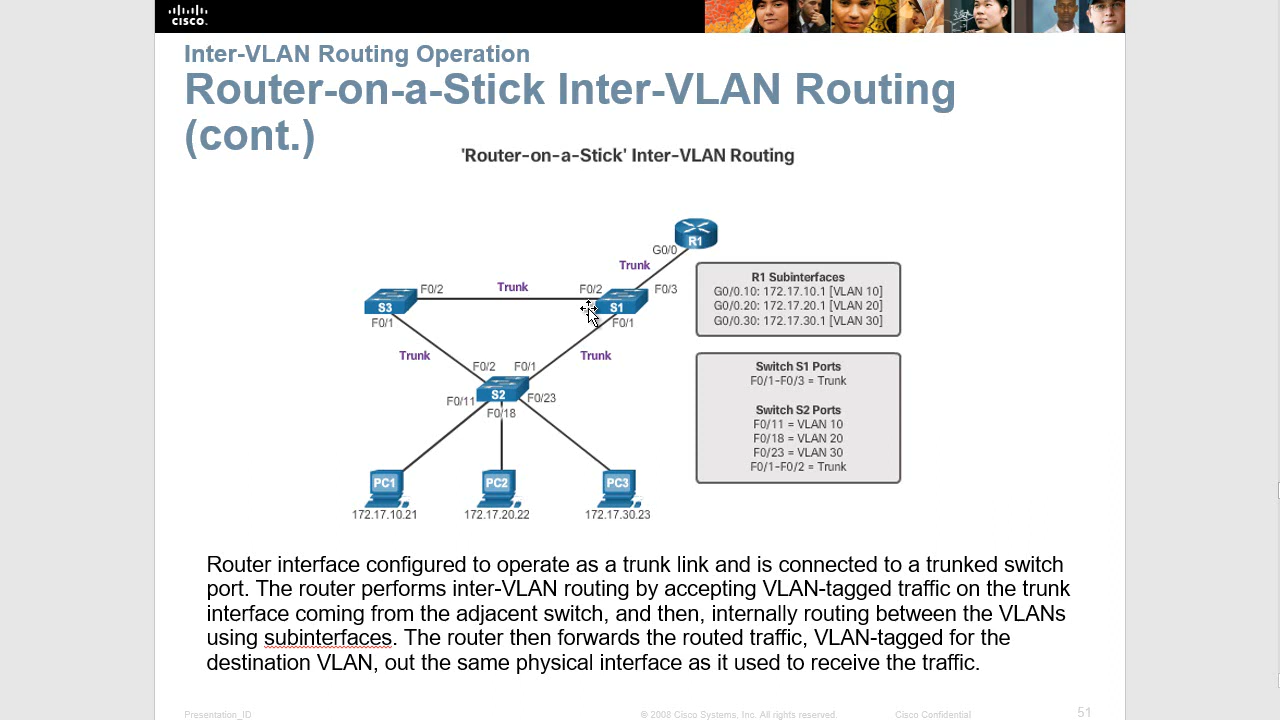 CISCO.
Inter-VLAN Routing Operation
Router-on-a-Stick Inter-VLAN Routing
(cont.)
'Router-on-a-Stick' Inter-VLAN Routing
R1
G0/0
Trunk
F0/2
Trunk
F0/2
F0/3
S3
S1
F0/1
F0/1
Trunk
Trunk
F0/2
F0/1
S2
F0/11
F0/23
F0/18
PC1
PC2
PC3
172.17.10.21
172.17.20.22
172.17.30.23
R1 Subinterfaces
G0/0.10: 172.17.10.1 [VLAN 10]
G0/0.20: 172.17.20.1 [VLAN 20]
G0/0.30: 172.17.30.1 [VLAN 30]
Switch S1 Ports
F0/1-F0/3 = Trunk
Switch S2 Ports
F0/11 = VLAN 10
F0/18 = VLAN 20
F0/23 = VLAN 30
F0/1-F0/2 = Trunk
Router interface configured to operate as a trunk link and is connected to a trunked switch
port. The router performs inter-VLAN routing by accepting VLAN-tagged traffic on the trunk
interface coming from the adjacent switch, and then, internally routing between the VLANs
using subinterfaces. The router then forwards the routed traffic, VLAN-tagged for the
destination VLAN, out the same physical interface as it used to receive the traffic.
Presentation_ID
© 2008 Cisco Systems, Inc. All rights reserved.
Cisco Confidential
51